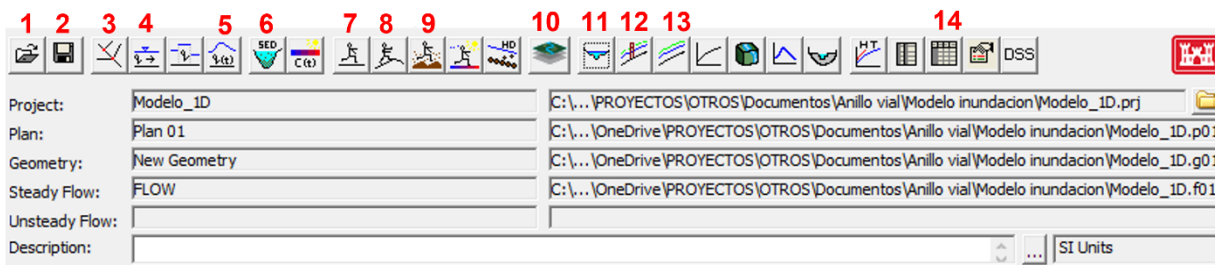 1 2 3 4 5 6 7 8 9 10 11 12 13 14
SED C(t) HD HT DSS
Project: Modelo_1D C:\...\PROYECTOS\OTROS\Documentos\Anillo vial\Modelo inundacion\Modelo_1D.prj
Plan: Plan 01 C:\...\OneDrive\PROYECTOS\OTROS\Documentos\Anillo vial\Modelo inundacion\Modelo_1D.p01
Geometry: New Geometry C:\...\OneDrive\PROYECTOS\OTROS\Documentos\Anillo vial\Modelo inundacion\Modelo_1D.g01
Steady Flow: FLOW C:\...\OneDrive\PROYECTOS\OTROS\Documentos\Anillo vial\Modelo inundacion\Modelo_1D.f01
Unsteady Flow:
Description: ... SI Units